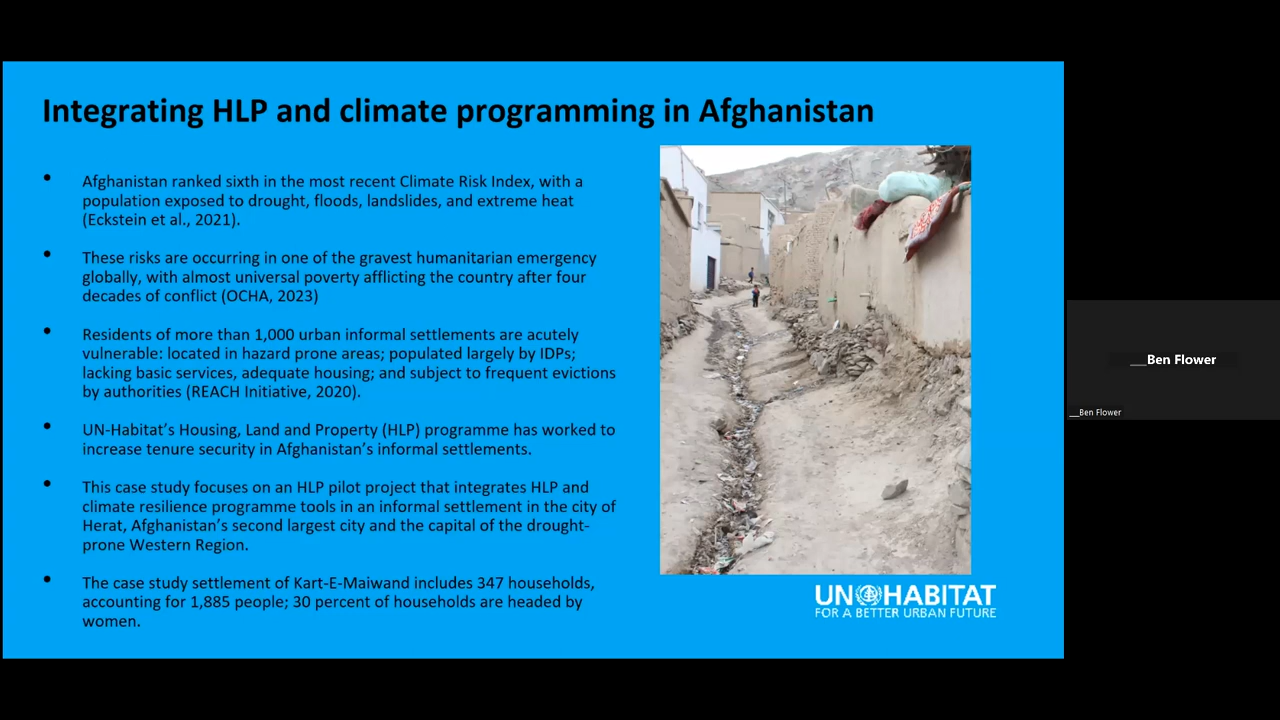 Integrating HLP and climate programming in Afghanistan
• Afghanistan ranked sixth in the most recent Climate Risk Index, with a
population exposed to drought, floods, landslides, and extreme heat
(Eckstein et al., 2021).
• These risks are occurring in one of the gravest humanitarian emergency
globally, with almost universal poverty afflicting the country after four
decades of conflict (OCHA, 2023)
• Residents of more than 1,000 urban informal settlements are acutely
vulnerable: located in hazard prone areas; populated largely by IDPs;
lacking basic services, adequate housing; and subject to frequent evictions
by authorities (REACH Initiative, 2020).
• UN-Habitat’s Housing, Land and Property (HLP) programme has worked to
increase tenure security in Afghanistan’s informal settlements.
• This case study focuses on an HLP pilot project that integrates HLP and
climate resilience programme tools in an informal settlement in the city of
Herat, Afghanistan’s second largest city and the capital of the drought-
prone Western Region.
• The case study settlement of Kart-E-Maiwand includes 347 households,
accounting for 1,885 people; 30 percent of households are headed by
women.
UN HABITAT
FOR A BETTER URBAN FUTURE
__Ben Flower
__Ben Flower